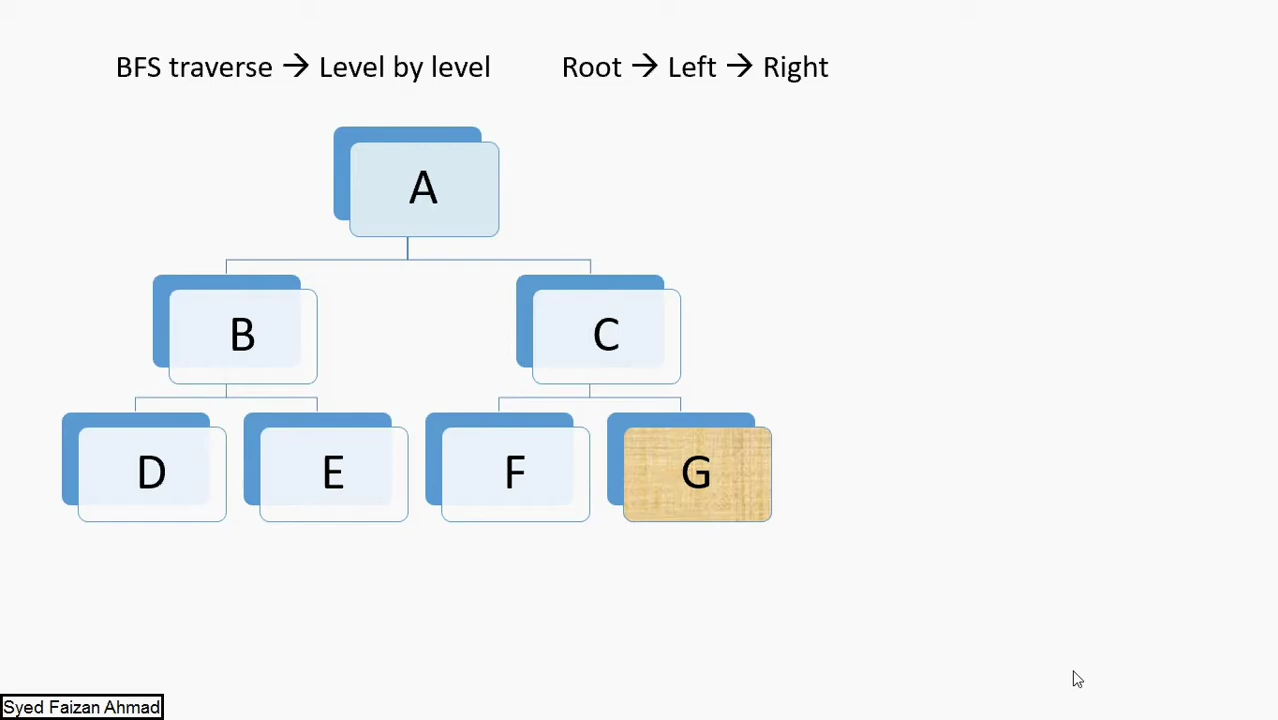 BFS traverse → Level by level Root → Left → Right
A
B C
D E F G
Syed Faizan Ahmad